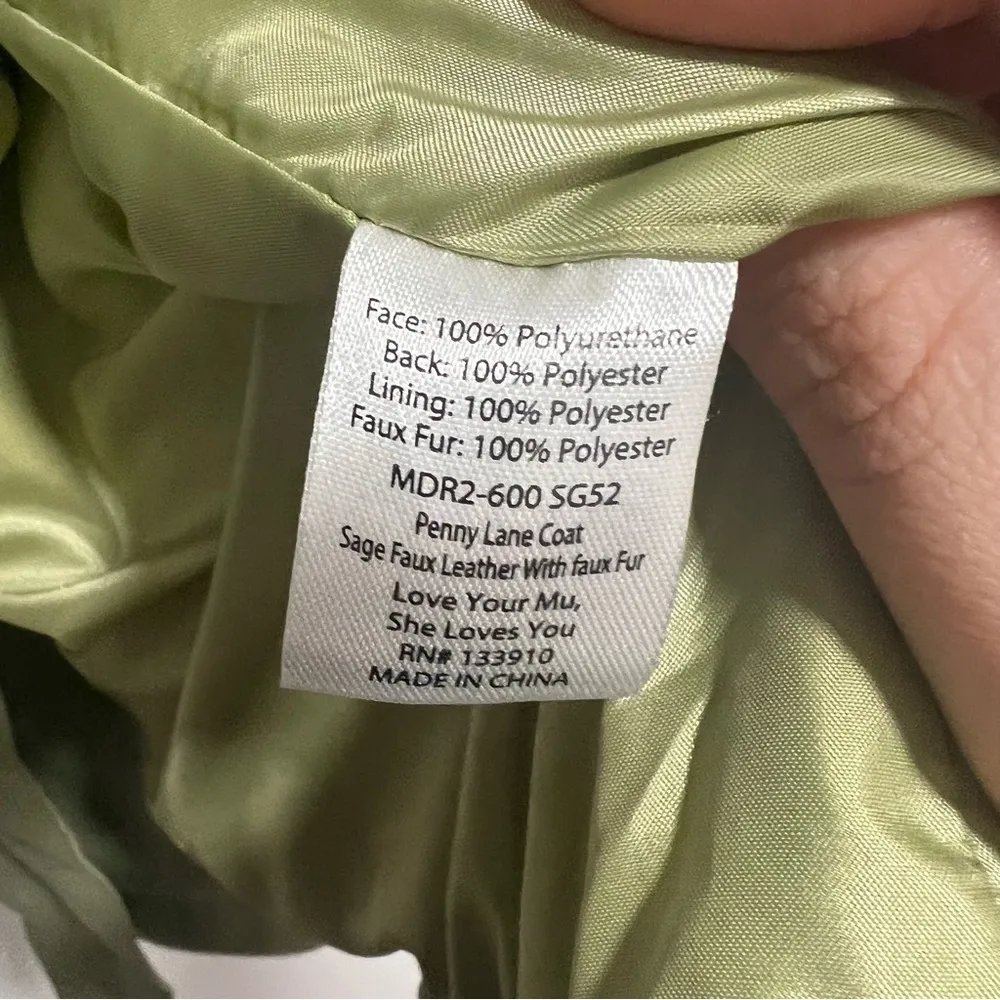 Face: 100% Polyurethane
Back: 100% Polyester
Lining: 100% Polyester
Faux Fur: 100% Polyester
MDR2-600 SG52
Penny Lane Coat
Sage Faux Leather With faux Fur
Love Your Mu,
She Loves You
RN# 133910
MADE IN CHINA